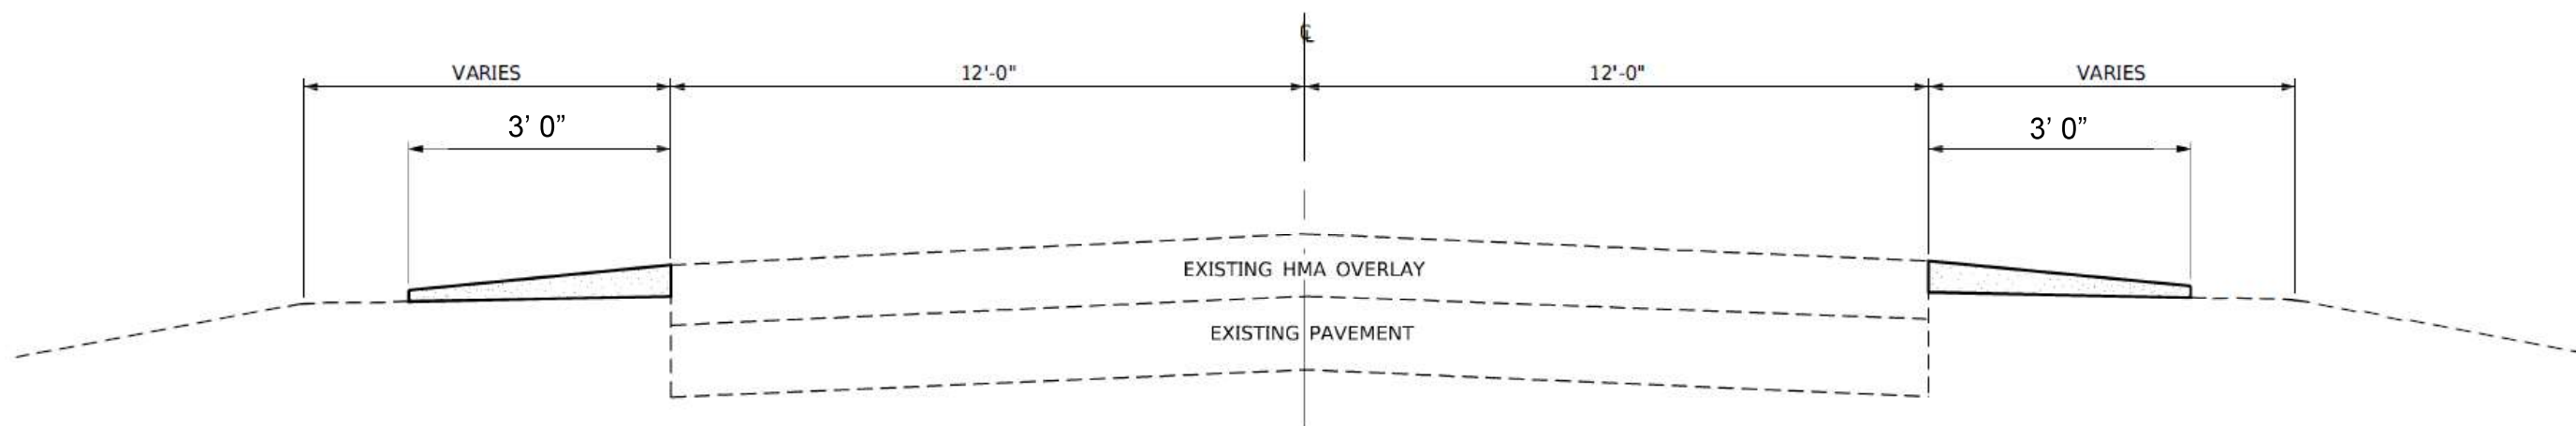 ℄
VARIES
12'-0"
12'-0"
VARIES
3’ 0”
3’ 0”
EXISTING HMA OVERLAY
EXISTING PAVEMENT